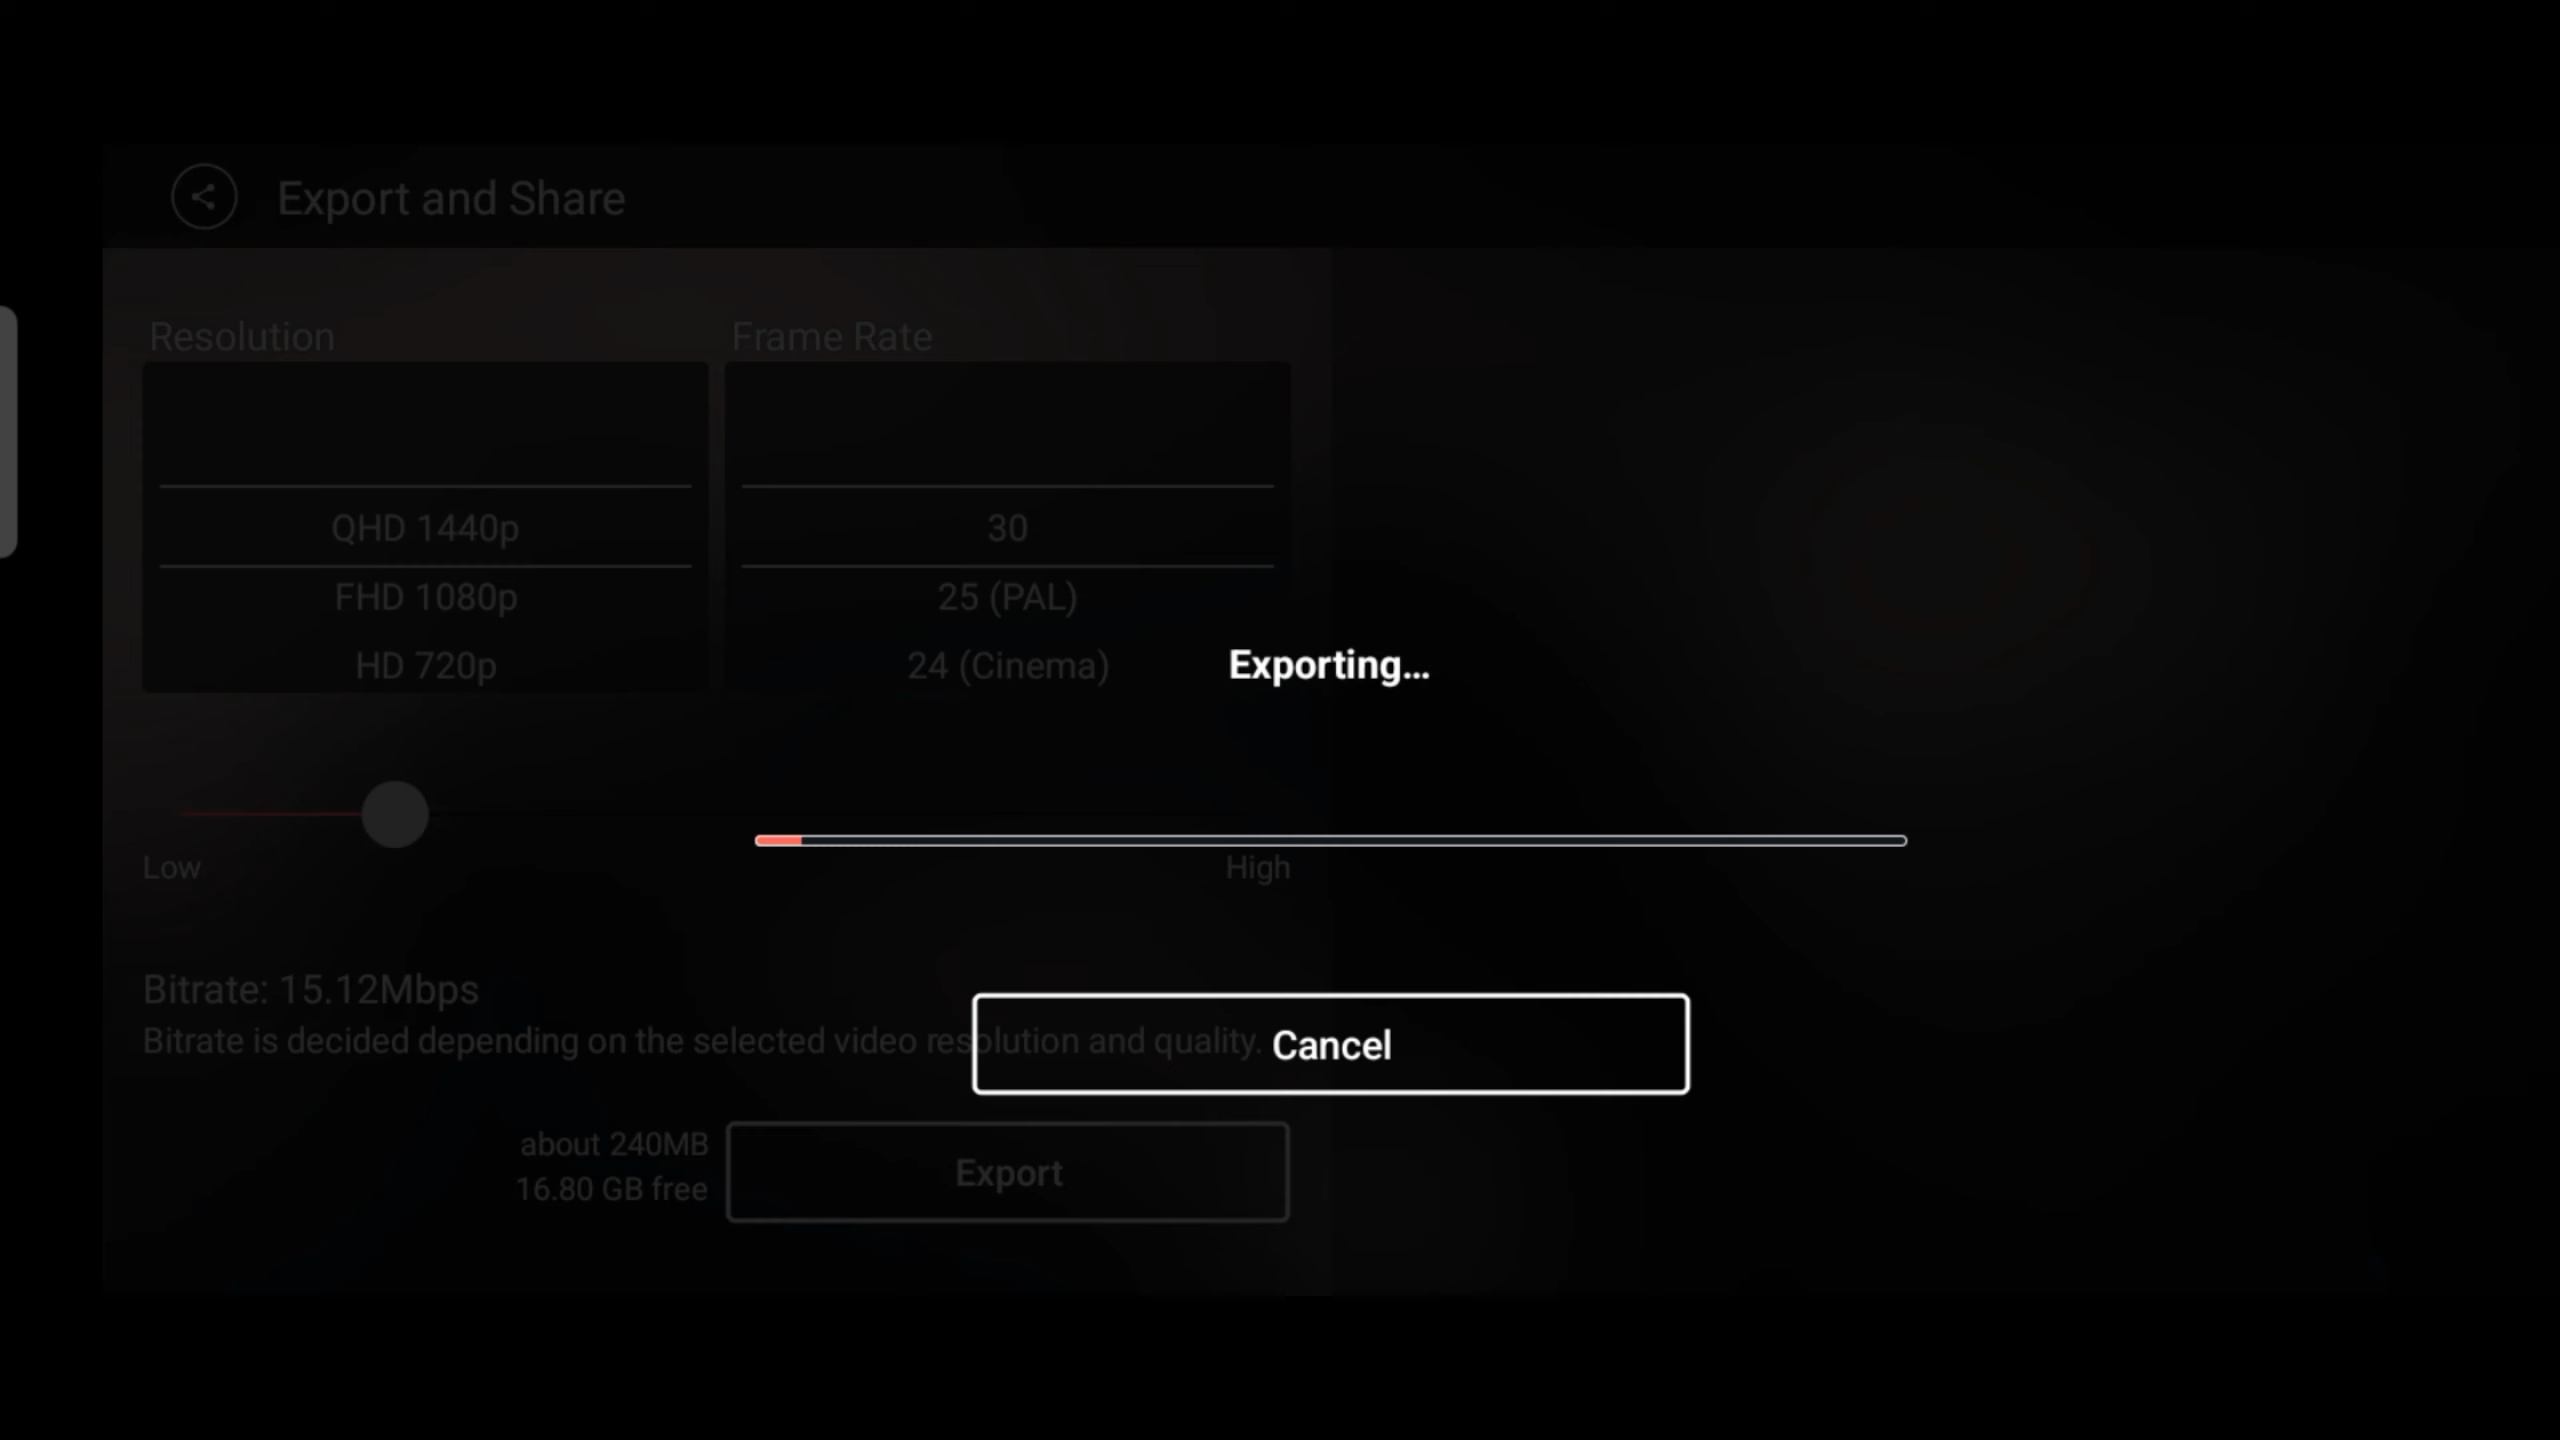 Export and Share
Resolution
Frame Rate
QHD 1440p
30
FHD 1080p
25 (PAL)
HD 720p
24 (Cinema)
Exporting...
Low
High
Bitrate: 15.12Mbps
Bitrate is decided depending on the selected video resolution and quality.
Cancel
about 240MB
16.80 GB free
Export